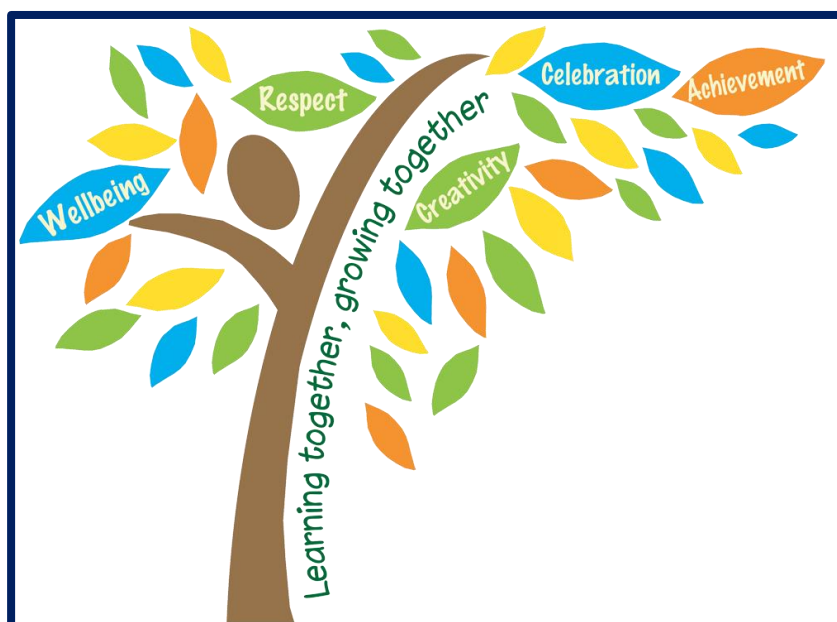 Celebration
Achievement
Respect
Creativity
Wellbeing
Learning together, growing together